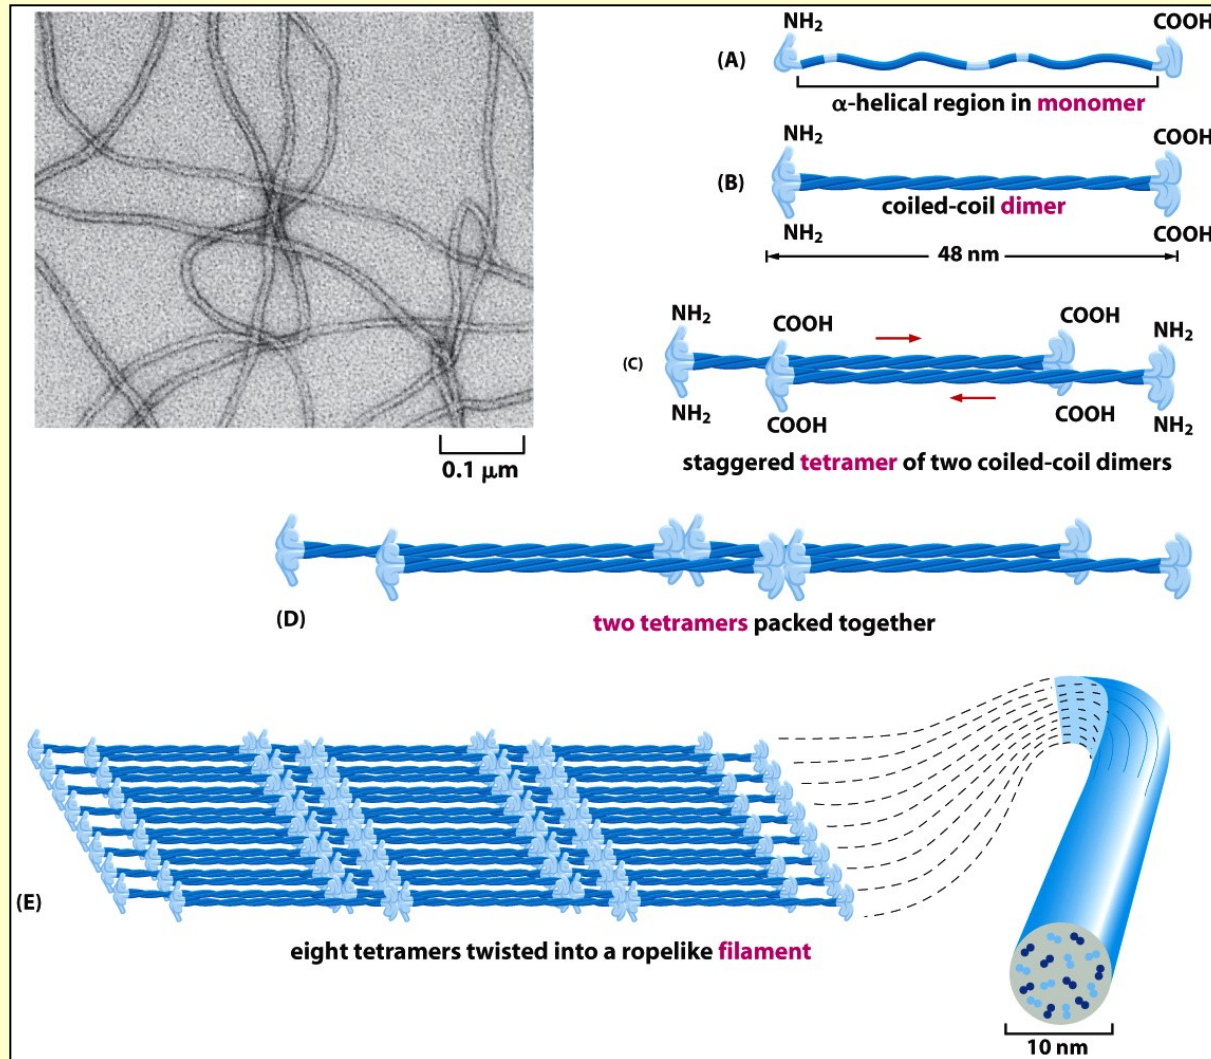 0.1 μm
NH₂
COOH
(A)
α-helical region in monomer
NH₂
COOH
(B)
coiled-coil dimer
NH₂
COOH
48 nm
NH₂
COOH
COOH
NH₂
(C)
NH₂
COOH
COOH
NH₂
staggered tetramer of two coiled-coil dimers
(D)
two tetramers packed together
(E)
eight tetramers twisted into a ropelike filament
10 nm